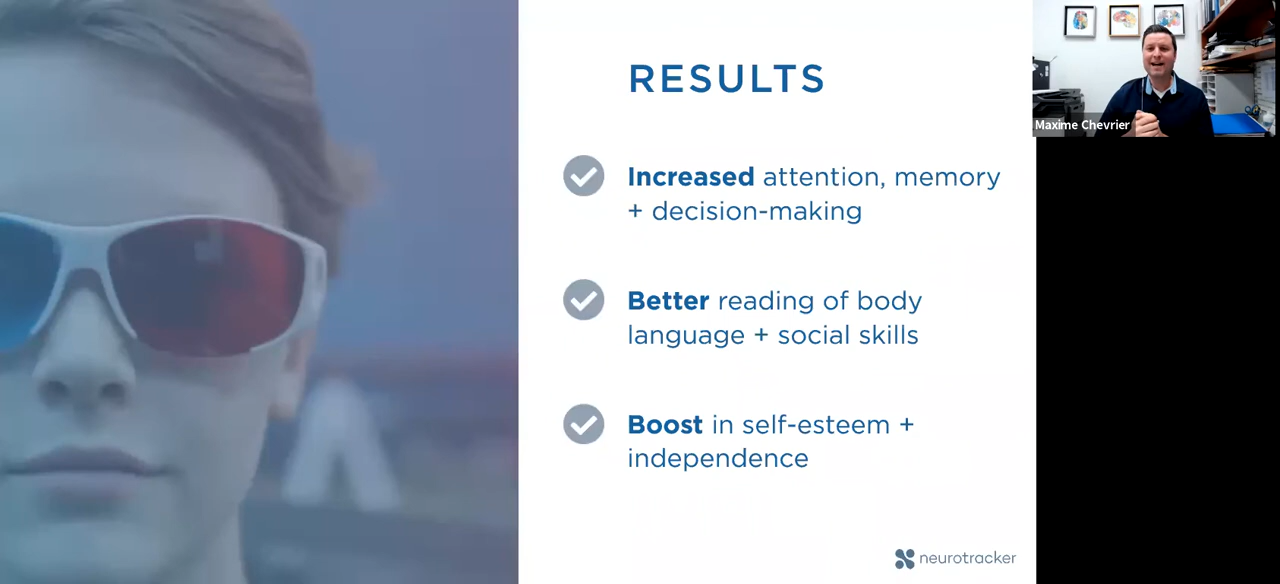 RESULTS
Increased attention, memory
+ decision-making
Better reading of body
language + social skills
Boost in self-esteem +
independence
neurotracker
Maxime Chevrier